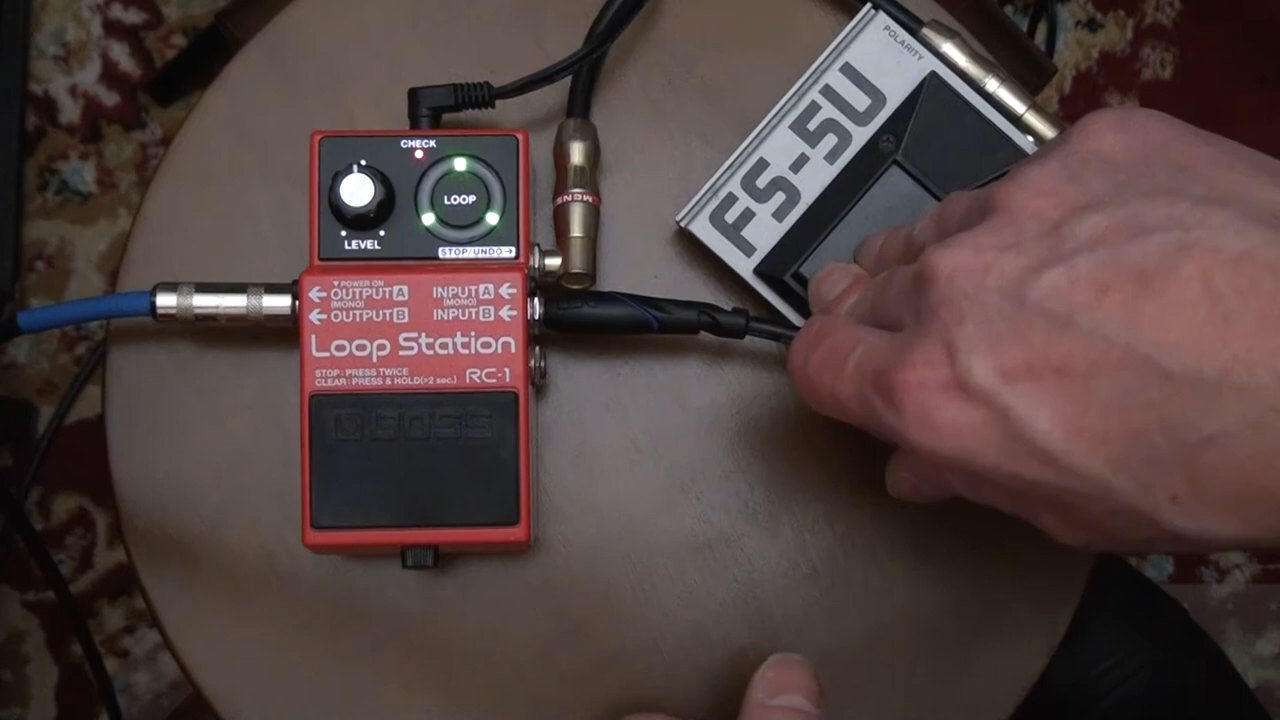 CHECK
LOOP
LEVEL
STOP/UNDO→
▼POWER ON
←OUTPUT A
(MONO)
←OUTPUT B
INPUT A←
(MONO)
INPUT B←
Loop Station
STOP : PRESS TWICE
CLEAR : PRESS & HOLD(>2 sec.)
RC-1
BOSS
POLARITY
FS-5U